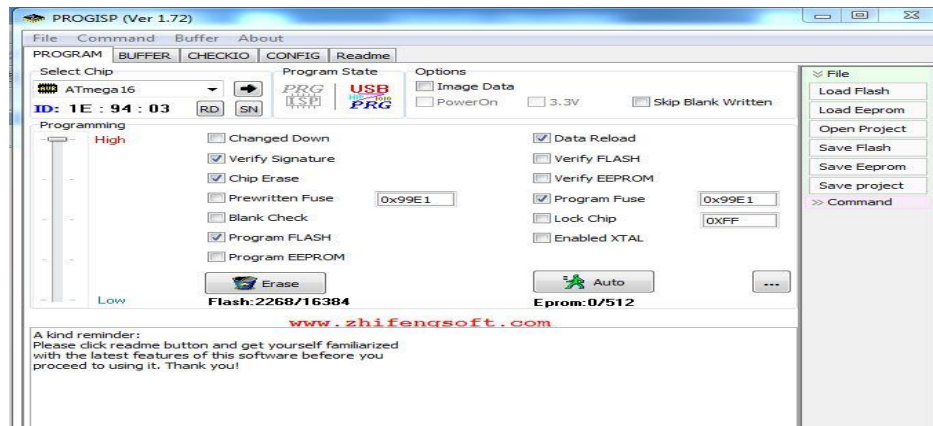 PROGISP (Ver 1.72)
File Command Buffer About
PROGRAM BUFFER CHECKIO CONFIG Readme
Select Chip
ATmega16
ID: 1E : 94 : 03 RD SN
Program State
PRG
ISP
USB
PRG
Options
Image Data
PowerOn 3.3V Skip Blank Written
Programming
High
Low
Changed Down
Verify Signature
Chip Erase
Prewritten Fuse 0x99E1
Blank Check
Program FLASH
Program EEPROM
Data Reload
Verify FLASH
Verify EEPROM
Program Fuse 0x99E1
Lock Chip 0XFF
Enabled XTAL
Erase Auto ...
Flash:2268/16384 Eprom:0/512
www.zhifengsoft.com
A kind reminder:
Please click readme button and get yourself familiarized
with the latest features of this software befeore you
proceed to using it. Thank you!
File
Load Flash
Load Eeprom
Open Project
Save Flash
Save Eeprom
Save project
Command